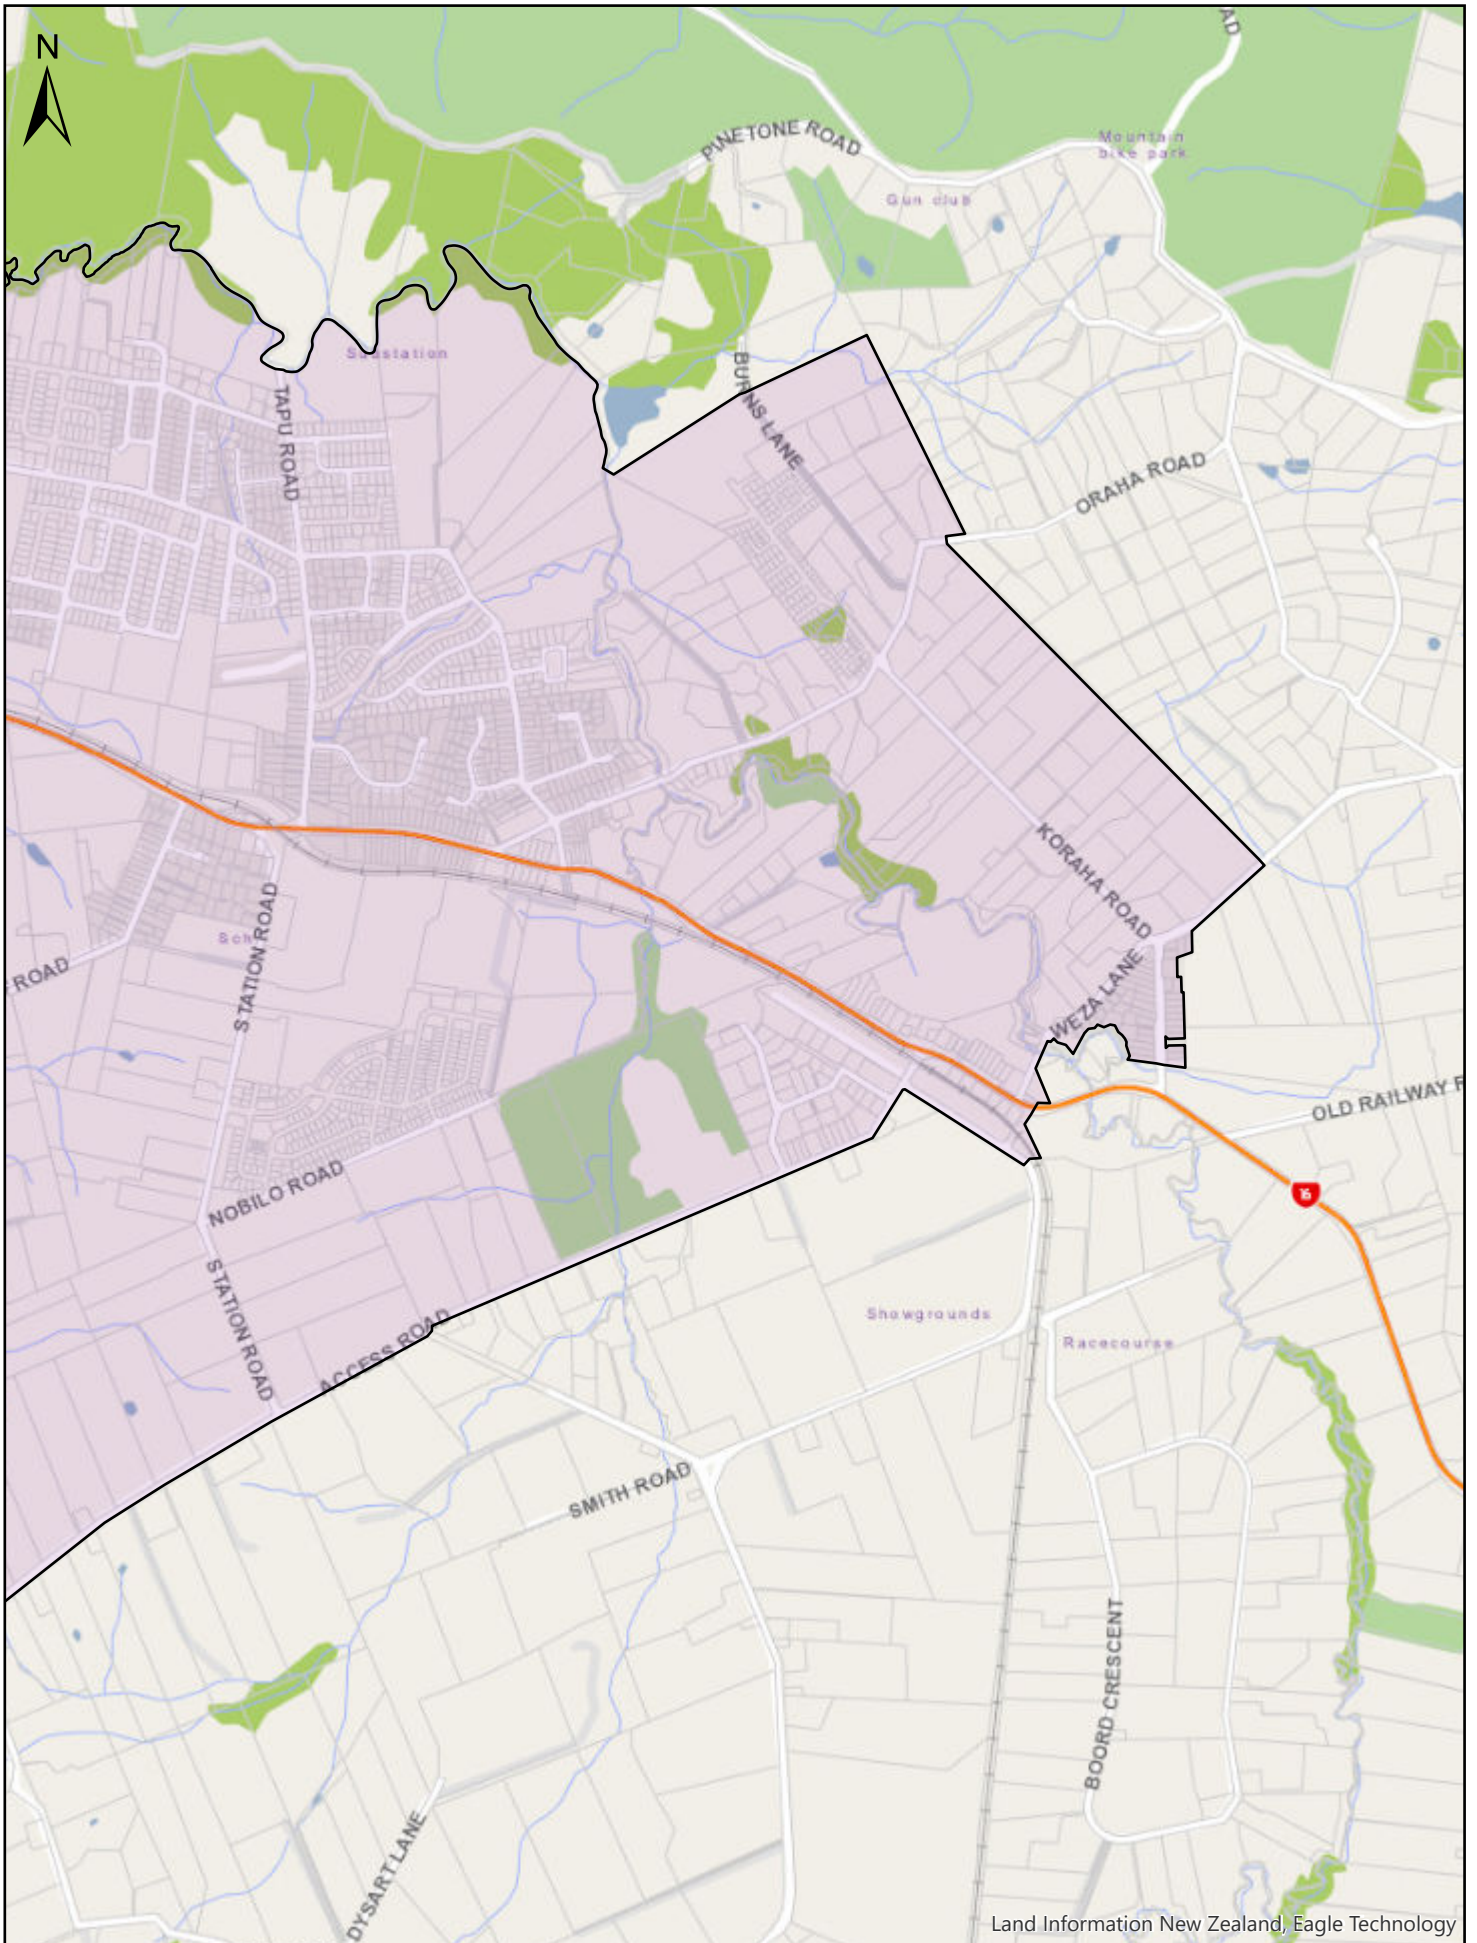 N
AD
PINETONE ROAD
Mountain
bike park
Gun club
Substation
BURNS LANE
TAPU ROAD
ORAHA ROAD
KORAHA ROAD
STATION ROAD
Sch
ROAD
WEZA LANE
OLD RAILWAY R
NOBILO ROAD
16
STATION ROAD
ACCESS ROAD
Showgrounds
Racecourse
SMITH ROAD
BOORD CRESCENT
DYSART LANE
Land Information New Zealand, Eagle Technology